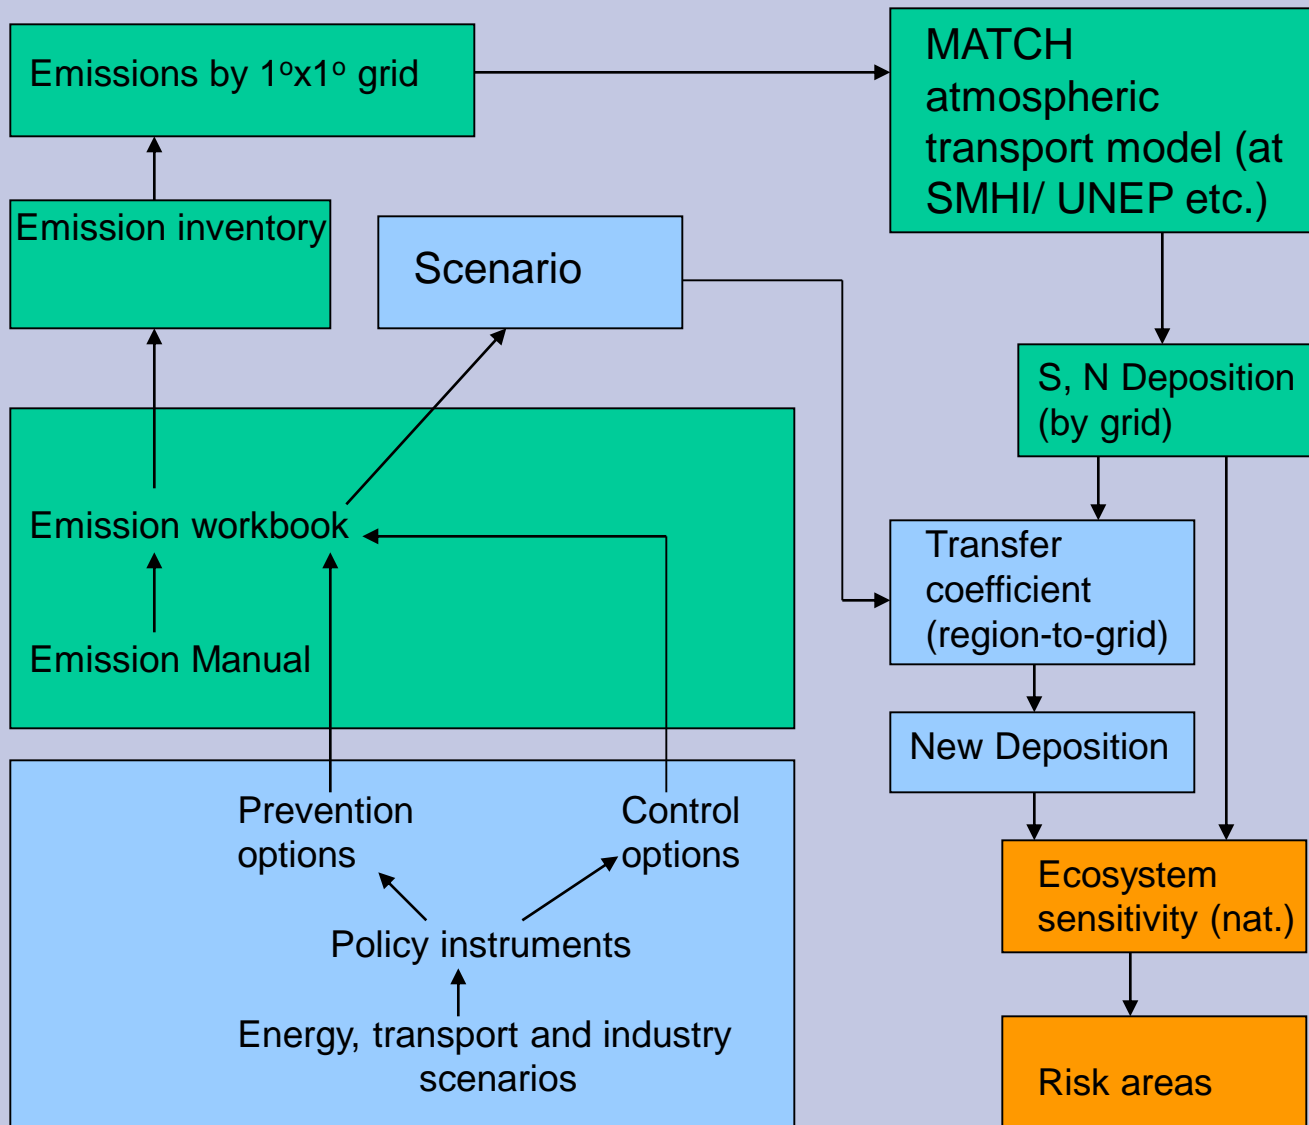 Emissions by 1ºx1º grid
MATCH
atmospheric
transport model (at
SMHI/ UNEP etc.)
Emission inventory
Scenario
S, N Deposition
(by grid)
Emission workbook
Emission Manual
Transfer
coefficient
(region-to-grid)
New Deposition
Prevention
options
Control
options
Policy instruments
Energy, transport and industry
scenarios
Ecosystem
sensitivity (nat.)
Risk areas